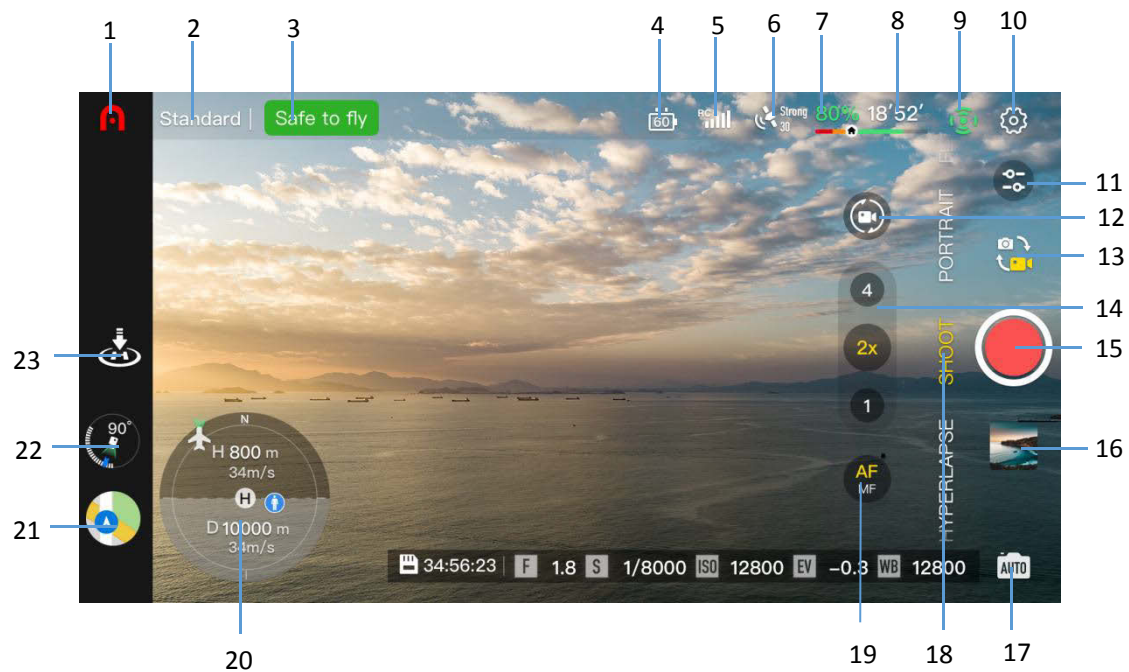 1 2 3 4 5 6 7 8 9 10
Standard | Safe to fly 60 RC Strong 30 80% 18'52'
11
PORTRAIT
12
13
4
14
2x
SHOOT
15
23
1
90°
N
22
H 800 m
16
34m/s
AF
MF
HYPERLAPSE
H
D 10000 m
21
34m/s
34:56:23 | F 1.8 S 1/8000 ISO 12800 EV -0.3 WB 12800 AUTO
20 19 18 17